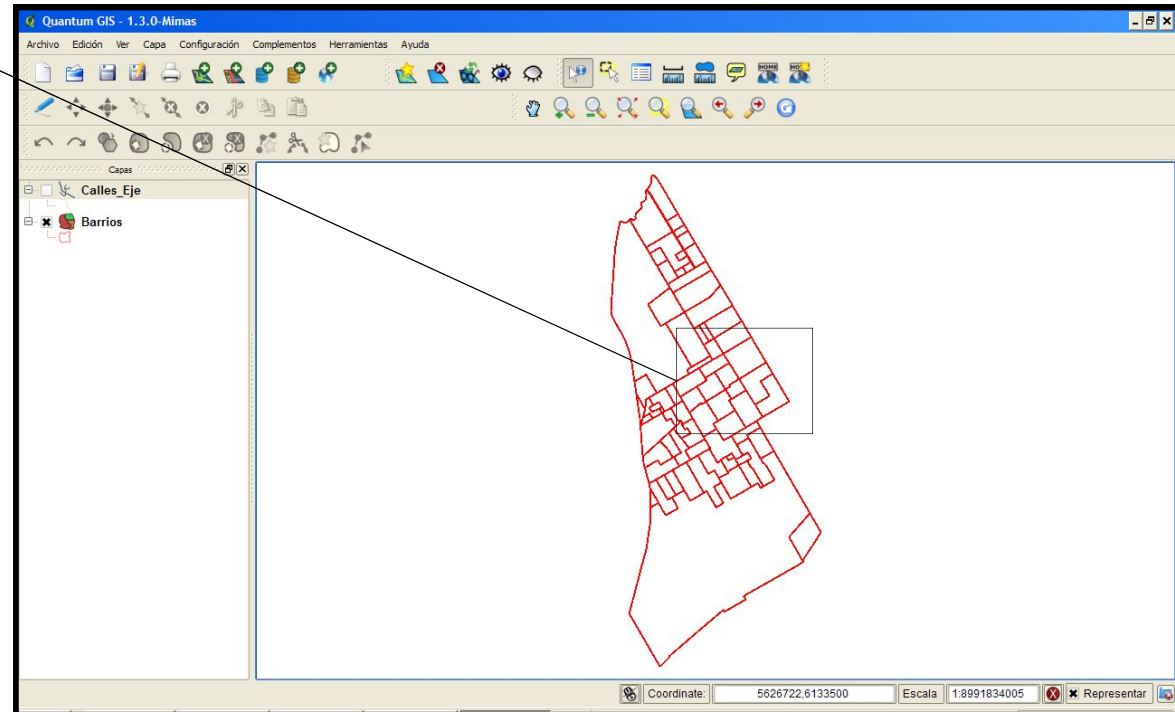 Quantum GIS - 1.3.0-Mimas
Archivo Edición Ver Capa Configuración Complementos Herramientas Ayuda
Capas
Calles_Eje
Barrios
Coordinate: 5626722,6133500 Escala 1:8991834005 Representar